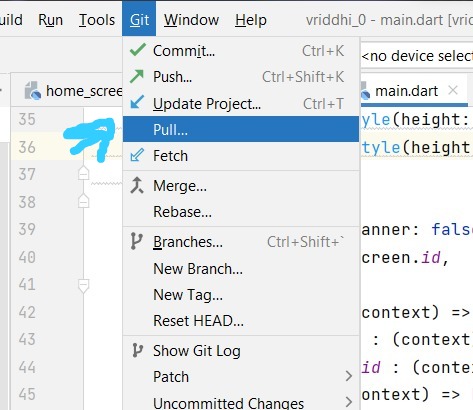 uild Run Tools Git Window Help vriddhi_0 - main.dart [vrid
Commit... Ctrl+K
<no device selec
Push... Ctrl+Shift+K
home_scree
main.dart
Update Project... Ctrl+T
35
yle(height:
Pull...
36
tyle(height
Fetch
37
Merge...
38
Rebase...
39
anner: fals
Branches... Ctrl+Shift+`
40
creen.id,
New Branch...
41
New Tag...
42
context) =>
Reset HEAD...
43
: (context)
Show Git Log
44
id : (conte
Patch
45
ontext) =>
Uncommitted Changes